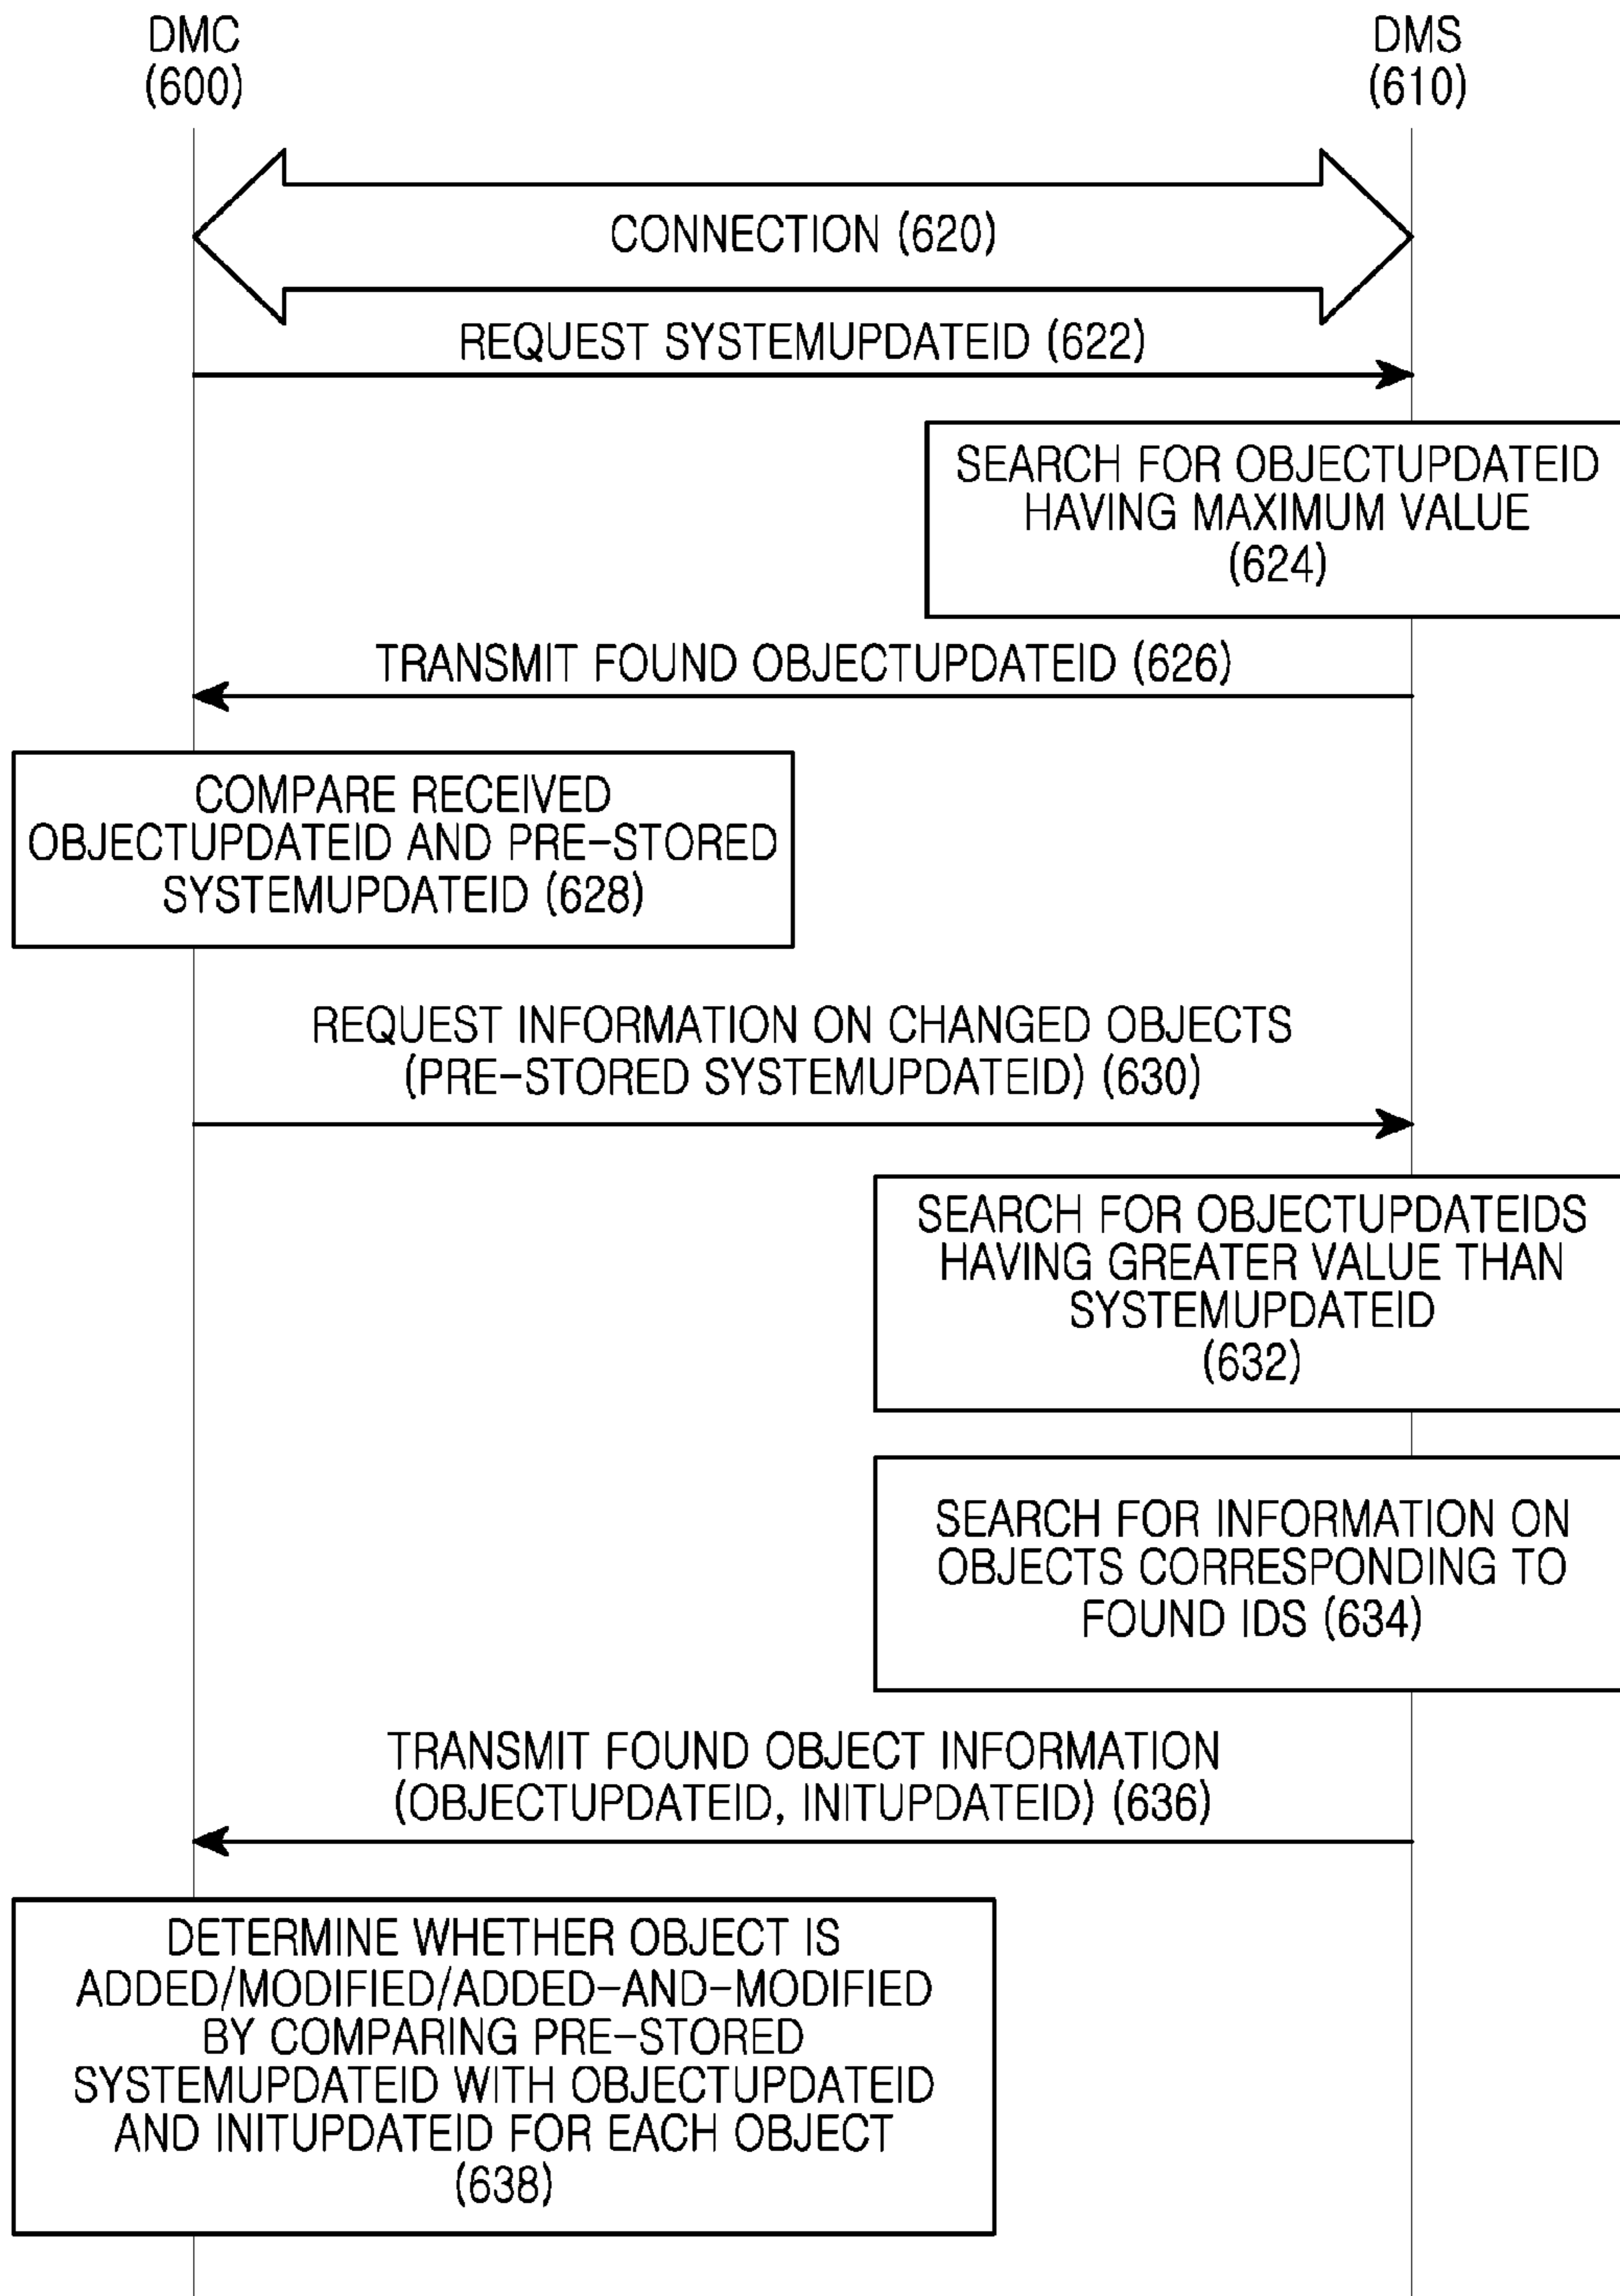 DMC
(600)
DMS
(610)
CONNECTION (620)
REQUEST SYSTEMUPDATEID (622)
SEARCH FOR OBJECTUPDATEID
HAVING MAXIMUM VALUE
(624)
TRANSMIT FOUND OBJECTUPDATEID (626)
COMPARE RECEIVED
OBJECTUPDATEID AND PRE-STORED
SYSTEMUPDATEID (628)
REQUEST INFORMATION ON CHANGED OBJECTS
(PRE-STORED SYSTEMUPDATEID) (630)
SEARCH FOR OBJECTUPDATEIDS
HAVING GREATER VALUE THAN
SYSTEMUPDATEID
(632)
SEARCH FOR INFORMATION ON
OBJECTS CORRESPONDING TO
FOUND IDS (634)
TRANSMIT FOUND OBJECT INFORMATION
(OBJECTUPDATEID, INITUPDATEID) (636)
DETERMINE WHETHER OBJECT IS
ADDED/MODIFIED/ADDED-AND-MODIFIED
BY COMPARING PRE-STORED
SYSTEMUPDATEID WITH OBJECTUPDATEID
AND INITUPDATEID FOR EACH OBJECT
(638)